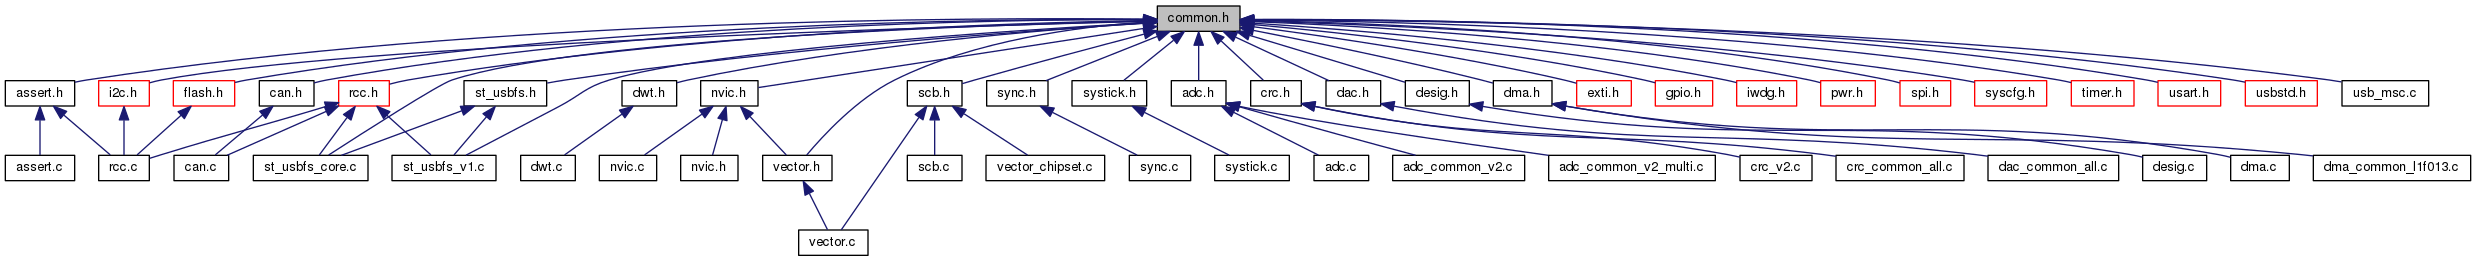 common.h
assert.h
i2c.h
flash.h
can.h
rcc.h
st_usbfs.h
dwt.h
nvic.h
scb.h
sync.h
systick.h
adc.h
crc.h
dac.h
desig.h
dma.h
exti.h
gpio.h
iwdg.h
pwr.h
spi.h
syscfg.h
timer.h
usart.h
usbstd.h
usb_msc.c
assert.c
rcc.c
can.c
st_usbfs_core.c
st_usbfs_v1.c
dwt.c
nvic.c
nvic.h
vector.h
scb.c
vector_chipset.c
sync.c
systick.c
adc.c
adc_common_v2.c
adc_common_v2_multi.c
crc_v2.c
crc_common_all.c
dac_common_all.c
desig.c
dma.c
dma_common_l1f013.c
vector.c